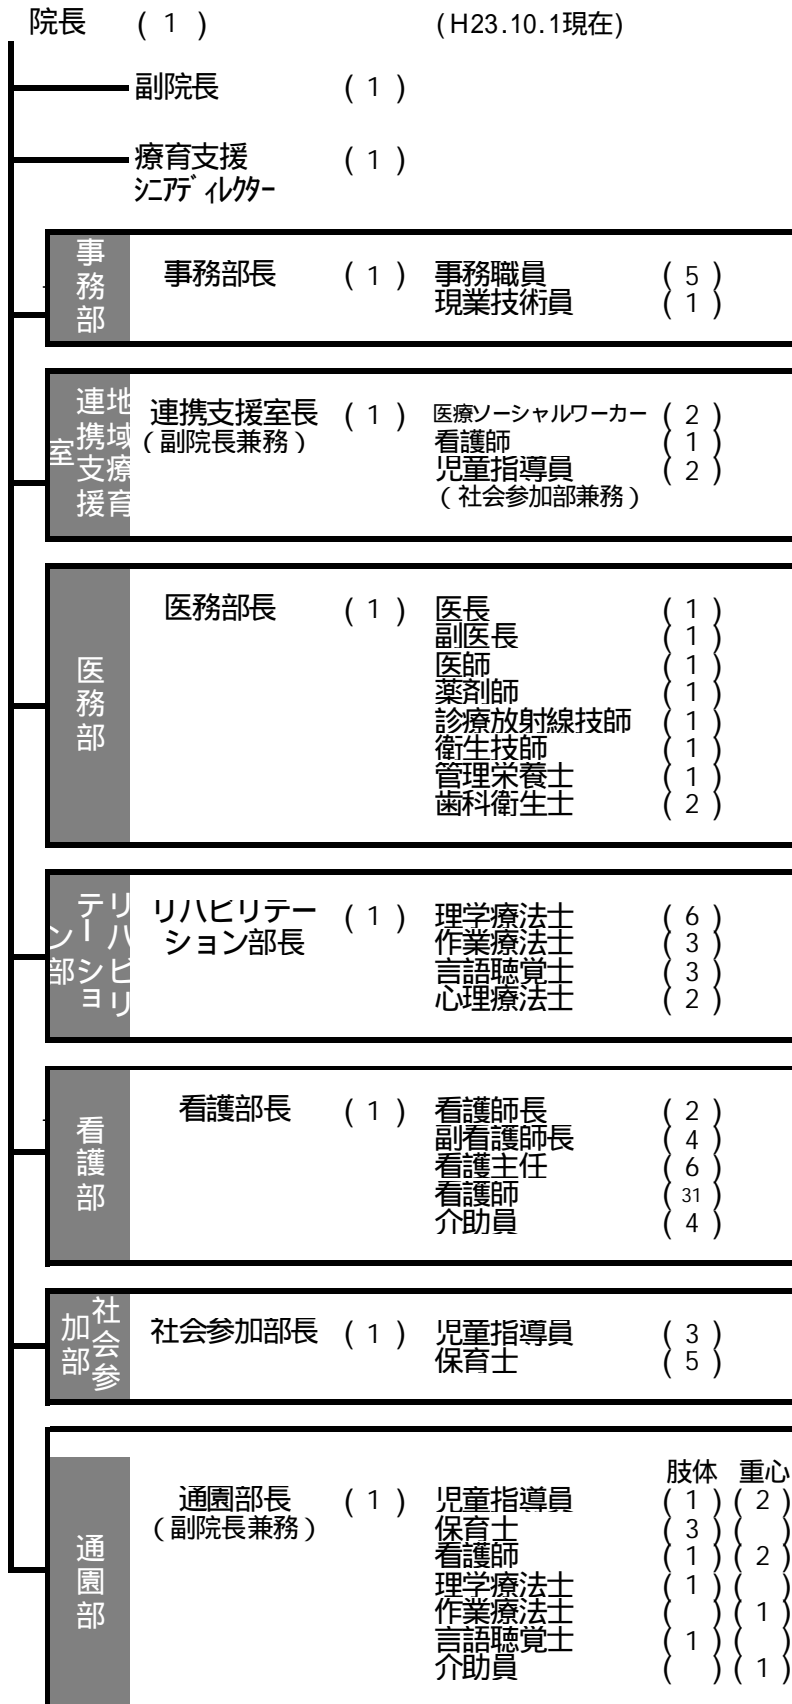 院長 ( 1 ) (H23.10.1現在)
副院長 ( 1 )
療育支援 ( 1 )
ｼﾆｱﾃﾞｨﾚｸﾀｰ
事務部
事務部長 ( 1 ) 事務職員 ( 5 )
現業技術員 ( 1 )
地域療育連携支援室
連携支援室長 ( 1 ) 医療ソーシャルワーカー ( 2 )
(副院長兼務) 看護師 ( 1 )
児童指導員 ( 2 )
(社会参加部兼務)
医務部
医務部長 ( 1 ) 医長 ( 1 )
副医長 ( 1 )
医師 ( 1 )
薬剤師 ( 1 )
診療放射線技師 ( 1 )
衛生技師 ( 1 )
管理栄養士 ( 1 )
歯科衛生士 ( 2 )
リハビリテーション部
リハビリテー ( 1 ) 理学療法士 ( 6 )
ション部長 作業療法士 ( 3 )
言語聴覚士 ( 3 )
心理療法士 ( 2 )
看護部
看護部長 ( 1 ) 看護師長 ( 2 )
副看護師長 ( 4 )
看護主任 ( 6 )
看護師 ( 31 )
介助員 ( 4 )
社会参加部
社会参加部長 ( 1 ) 児童指導員 ( 3 )
保育士 ( 5 )
通園部
肢体 重心
通園部長 ( 1 ) 児童指導員 ( 1 ) ( 2 )
(副院長兼務) 保育士 ( 3 ) ( )
看護師 ( 1 ) ( 2 )
理学療法士 ( 1 ) ( )
作業療法士 ( ) ( 1 )
言語聴覚士 ( 1 ) ( )
介助員 ( ) ( 1 )